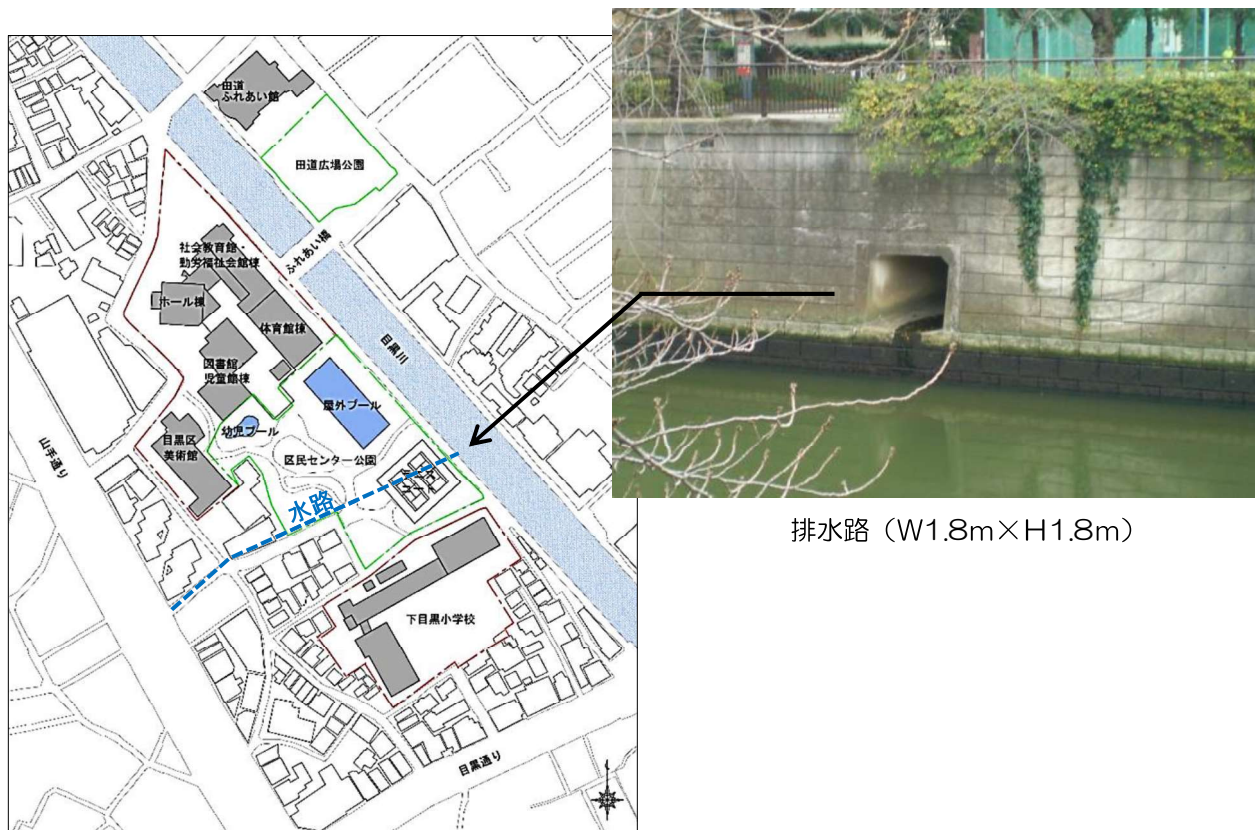 田道
ふれあい館
田道広場公園
ふれあい橋
社会教育館・
勤労福祉会館棟
ホール棟
体育館棟
図書館
児童館棟
目黒川
屋外プール
幼児プール
目黒区
美術館
区民センター公園
山手通り
水路
下目黒小学校
目黒通り
排水路（W1.8m×H1.8m）